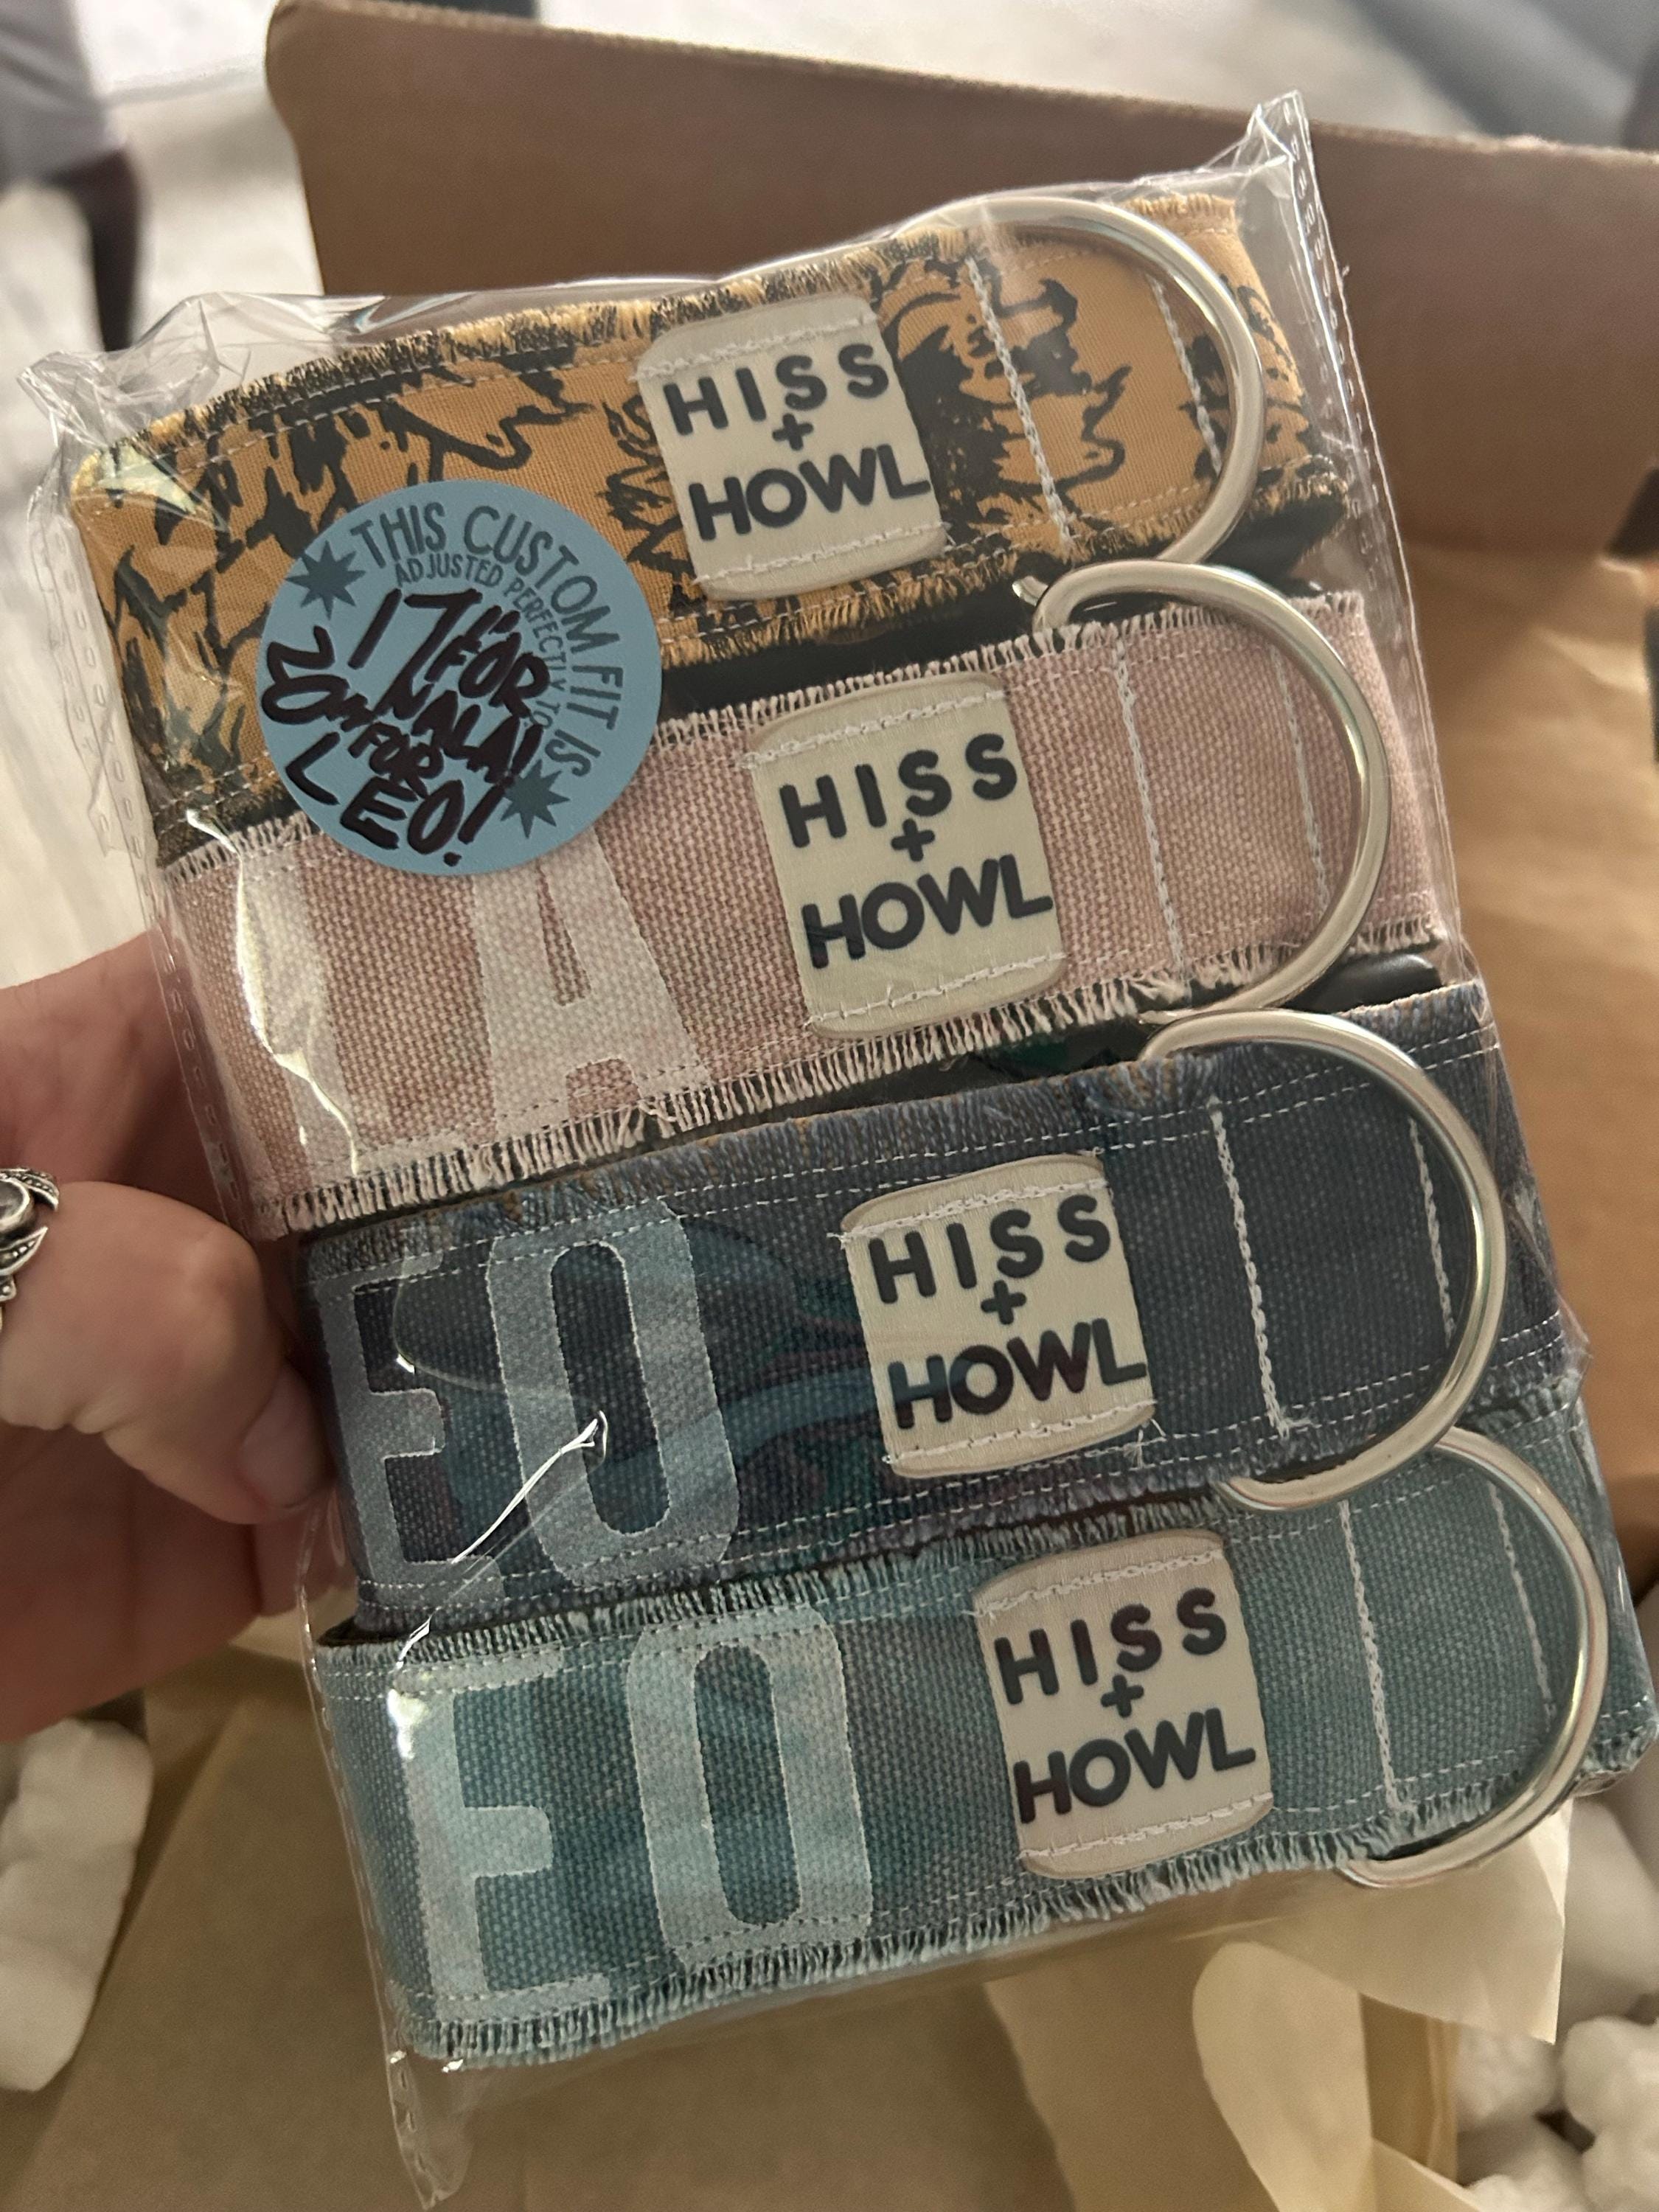 HISS
+
HOWL
THIS CUSTOM FIT IS
ADJUSTED PERFECTLY TO
17" FOR
NALA!
20" FOR
LEO!
HISS
+
HOWL
LA
HISS
+
HOWL
EO
HISS
+
HOWL
EO